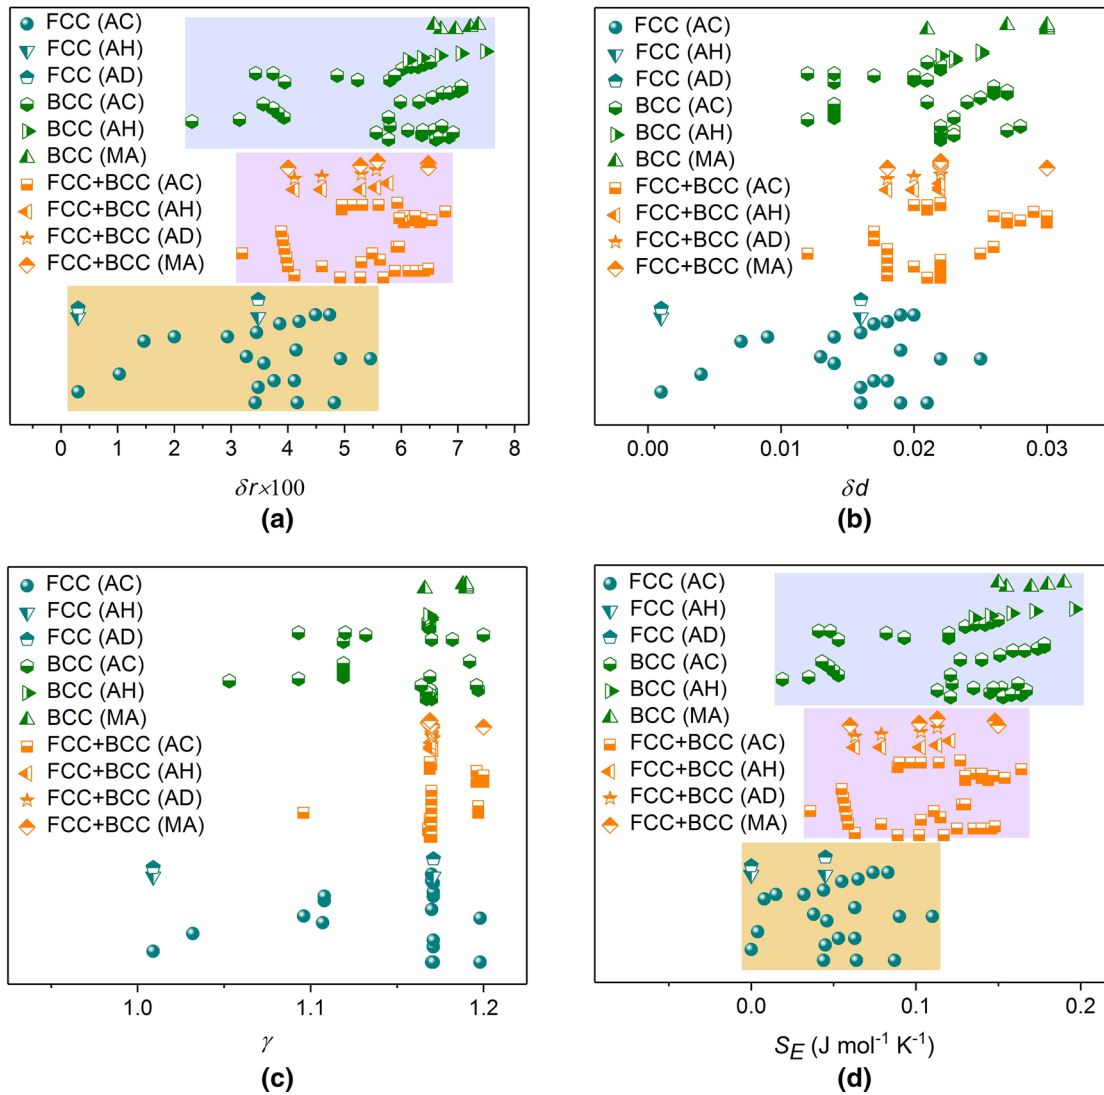 FCC (AC)
FCC (AH)
FCC (AD)
BCC (AC)
BCC (AH)
BCC (MA)
FCC+BCC (AC)
FCC+BCC (AH)
FCC+BCC (AD)
FCC+BCC (MA)
0 1 2 3 4 5 6 7 8
δr×100
(a)
FCC (AC)
FCC (AH)
FCC (AD)
BCC (AC)
BCC (AH)
BCC (MA)
FCC+BCC (AC)
FCC+BCC (AH)
FCC+BCC (AD)
FCC+BCC (MA)
0.00 0.01 0.02 0.03
δd
(b)
FCC (AC)
FCC (AH)
FCC (AD)
BCC (AC)
BCC (AH)
BCC (MA)
FCC+BCC (AC)
FCC+BCC (AH)
FCC+BCC (AD)
FCC+BCC (MA)
1.0 1.1 1.2
γ
(c)
FCC (AC)
FCC (AH)
FCC (AD)
BCC (AC)
BCC (AH)
BCC (MA)
FCC+BCC (AC)
FCC+BCC (AH)
FCC+BCC (AD)
FCC+BCC (MA)
0.0 0.1 0.2
S_E (J mol⁻¹ K⁻¹)
(d)